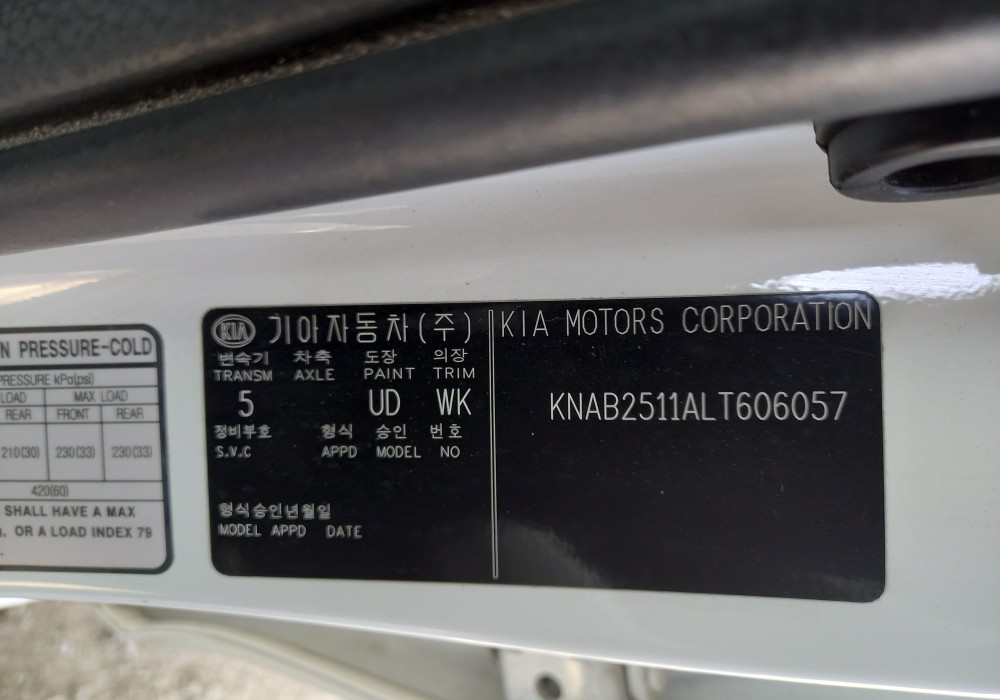 N PRESSURE-COLD
PRESSURE kPa(psi)
LOAD MAX LOAD
REAR FRONT REAR
210(30) 230(33) 230(33)
420(60)
SHALL HAVE A MAX
OR A LOAD INDEX 79
KIA 기아자동차(주)
변속기 차축 도장 의장
TRANSM AXLE PAINT TRIM
5 UD WK
정비부호 형식 승인 번호
S.V.C APPD MODEL NO
형식승인년월일
MODEL APPD DATE
KIA MOTORS CORPORATION
KNAB2511ALT606057